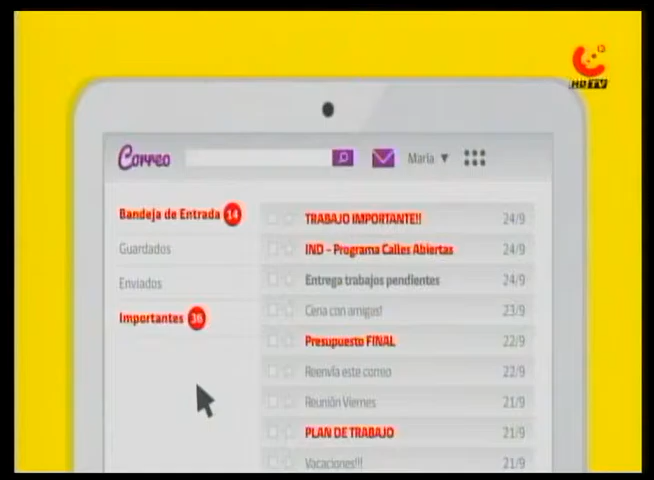 13
HDTV
Correo
María ▼
Bandeja de Entrada 14
Guardados
Enviados
Importantes 36
TRABAJO IMPORTANTE!! 24/9
IND - Programa Calles Abiertas 24/9
Entrega trabajos pendientes 24/9
Cena con amigas! 23/9
Presupuesto FINAL 22/9
Reenvía este correo 22/9
Reunión Viernes 21/9
PLAN DE TRABAJO 21/9
Vacaciones!!! 21/9